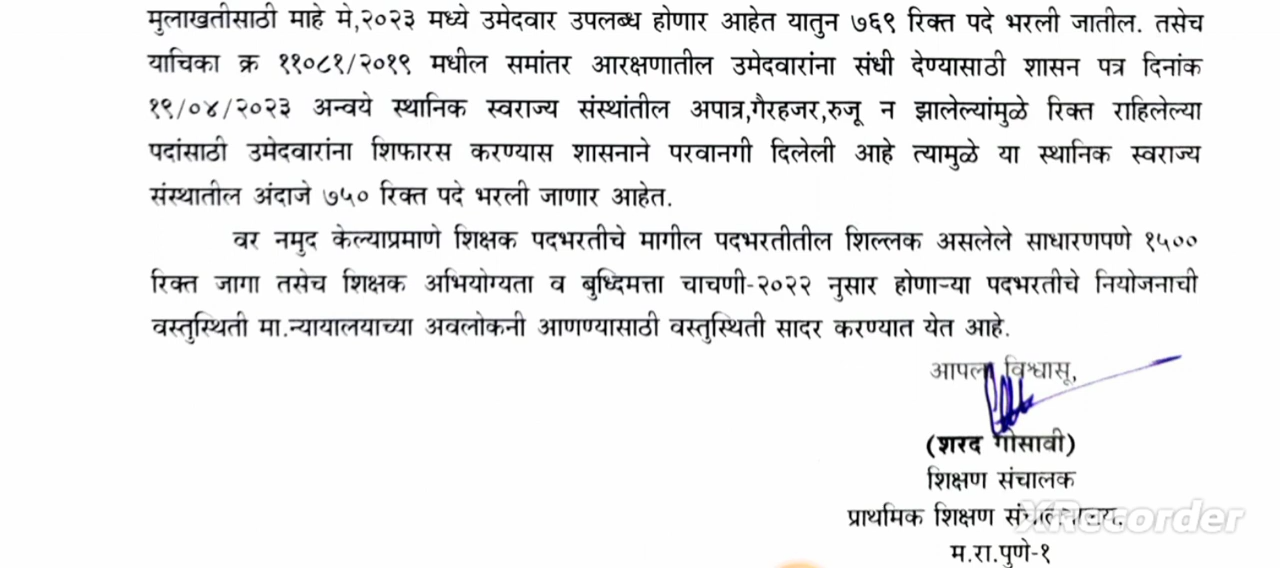 मुलाखतीसाठी माहे मे,२०२३ मध्ये उमेदवार उपलब्ध होणार आहेत यातुन ७६९ रिक्त पदे भरली जातील. तसेच
याचिका क्र ११०८१/२०१९ मधील समांतर आरक्षणातील उमेदवारांना संधी देण्यासाठी शासन पत्र दिनांक
१९/०४/२०२३ अन्वये स्थानिक स्वराज्य संस्थांतील अपात्र,गैरहजर,रुजू न झालेल्यांमुळे रिक्त राहिलेल्या
पदांसाठी उमेदवारांना शिफारस करण्यास शासनाने परवानगी दिलेली आहे त्यामुळे या स्थानिक स्वराज्य
संस्थातील अंदाजे ७५० रिक्त पदे भरली जाणार आहेत.
वर नमुद केल्याप्रमाणे शिक्षक पदभरतीचे मागील पदभरतीतील शिल्लक असलेले साधारणपणे १५००
रिक्त जागा तसेच शिक्षक अभियोग्यता व बुध्दिमत्ता चाचणी-२०२२ नुसार होणाऱ्या पदभरतीचे नियोजनाची
वस्तुस्थिती मा.न्यायालयाच्या अवलोकनी आणण्यासाठी वस्तुस्थिती सादर करण्यात येत आहे.
आपला विश्वासू,
(शरद गोसावी)
शिक्षण संचालक
प्राथमिक शिक्षण संचालनालय,
XRecorder
म.रा.पुणे-१